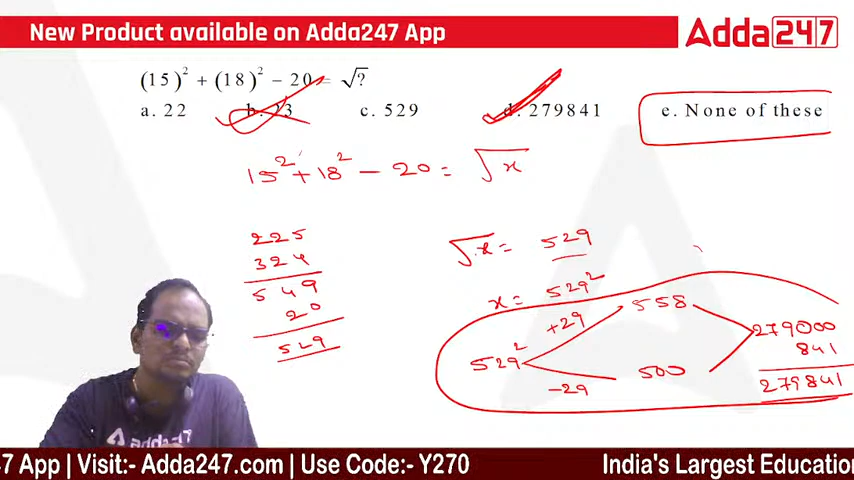 New Product available on Adda247 App
Adda247
(15)² + (18)² − 20 = √?
a. 22 b. 23 c. 529 d. 279841 e. None of these
15² + 18² − 20 = √x
225
324
549
20
529
√x = 529
x = 529²
529²
+29 558
−29 500
279000
841
279841
adda247
47 App | Visit:- Adda247.com | Use Code:- Y270
India's Largest Educatio